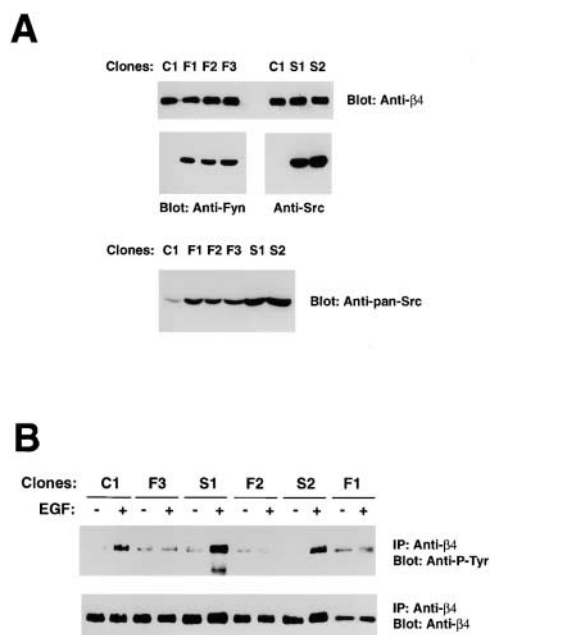 A
Clones: C1 F1 F2 F3 C1 S1 S2
Blot: Anti-β4
Blot: Anti-Fyn Anti-Src
Clones: C1 F1 F2 F3 S1 S2
Blot: Anti-pan-Src
B
Clones: C1 F3 S1 F2 S2 F1
EGF: - + - + - + - + - + - +
IP: Anti-β4
Blot: Anti-P-Tyr
IP: Anti-β4
Blot: Anti-β4